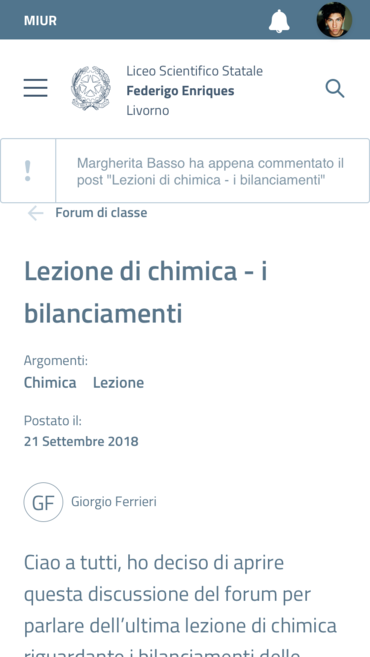 MIUR
Liceo Scientifico Statale
Federigo Enriques
Livorno
Margherita Basso ha appena commentato il
post "Lezioni di chimica - i bilanciamenti"
Forum di classe
Lezione di chimica - i
bilanciamenti
Argomenti:
Chimica Lezione
Postato il:
21 Settembre 2018
GF Giorgio Ferrieri
Ciao a tutti, ho deciso di aprire
questa discussione del forum per
parlare dell’ultima lezione di chimica
riguardante i bilanciamenti delle